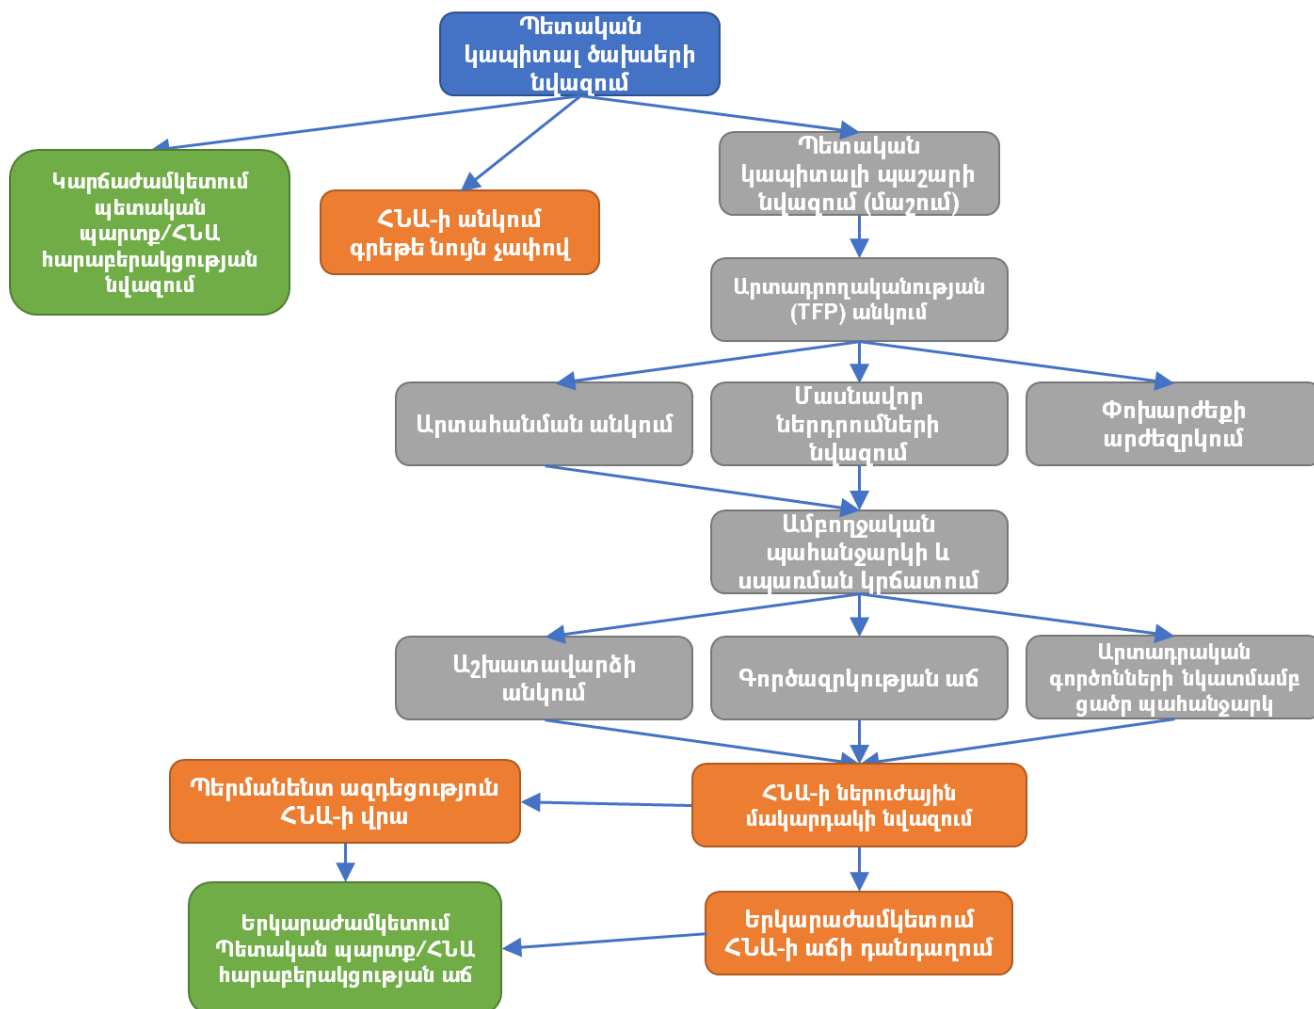 Պետական
կապիտալ ծախսերի
նվազում
Կարճաժամկետում
պետական
պարտք/ՀՆԱ
հարաբերակցության
նվազում
ՀՆԱ-ի անկում
գրեթե նույն չափով
Պետական
կապիտալի պաշարի
նվազում (մաշում)
Արտադրողականության
(TFP) անկում
Արտահանման անկում
Մասնավոր
ներդրումների
նվազում
Փոխարժեքի
արժեզրկում
Ամբողջական
պահանջարկի և
սպառման կրճատում
Աշխատավարձի
անկում
Գործազրկության աճ
Արտադրական
գործոնների նկատմամբ
ցածր պահանջարկ
Պերմանենտ ազդեցություն
ՀՆԱ-ի վրա
ՀՆԱ-ի ներուժային
մակարդակի նվազում
Երկարաժամկետում
Պետական պարտք/ՀՆԱ
հարաբերակցության աճ
Երկարաժամկետում
ՀՆԱ-ի աճի դանդաղում